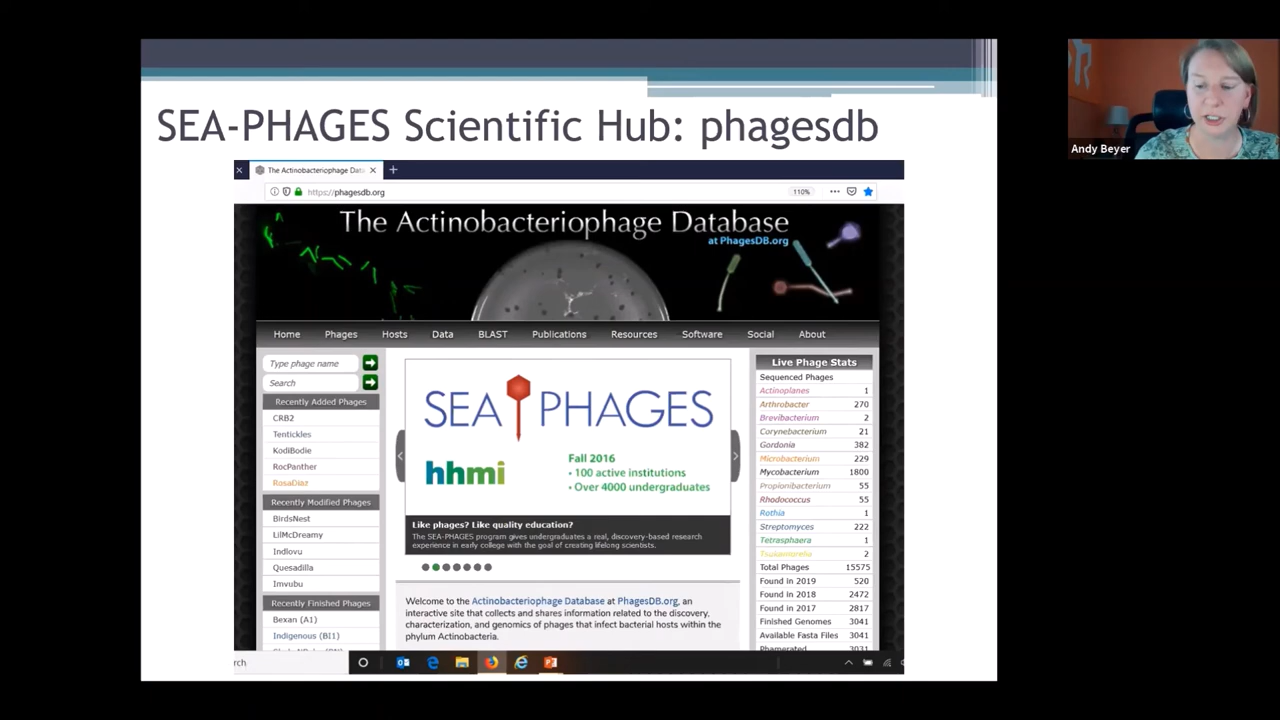 SEA-PHAGES Scientific Hub: phagesdb
Andy Beyer
The Actinobacteriophage Data
https://phagesdb.org
110%
The Actinobacteriophage Database
at PhagesDB.org
Home Phages Hosts Data BLAST Publications Resources Software Social About
Type phage name
Search
Recently Added Phages
CRB2
Tentickles
KodiBodie
RocPanther
RosaDiaz
Recently Modified Phages
BirdsNest
LilMcDreamy
Indlovu
Quesadilla
Imvubu
Recently Finished Phages
Bexan (A1)
Indigenous (BI1)
SEA PHAGES
hhmi
Fall 2016
• 100 active institutions
• Over 4000 undergraduates
Like phages? Like quality education?
The SEA-PHAGES program gives undergraduates a real, discovery-based research
experience in early college with the goal of creating lifelong scientists.
Welcome to the Actinobacteriophage Database at PhagesDB.org, an
interactive site that collects and shares information related to the discovery,
characterization, and genomics of phages that infect bacterial hosts within the
phylum Actinobacteria.
Live Phage Stats
Sequenced Phages
Actinoplanes 1
Arthrobacter 270
Brevibacterium 2
Corynebacterium 21
Gordonia 382
Microbacterium 229
Mycobacterium 1800
Propionibacterium 55
Rhodococcus 55
Rothia 1
Streptomyces 222
Tetrasphaera 1
Tsukamurella 2
Total Phages 15575
Found in 2019 520
Found in 2018 2472
Found in 2017 2817
Finished Genomes 3041
Available Fasta Files 3041
Phamerated 3031
rch